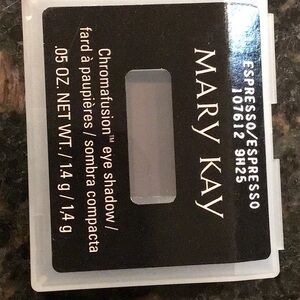 ESPRESSO/ESPRESSO
107612 9H25
MARY KAY
Chromafusion™ eye shadow /
fard à paupières / sombra compacta
.05 OZ. NET WT. / 1,4 g / 1.4 g